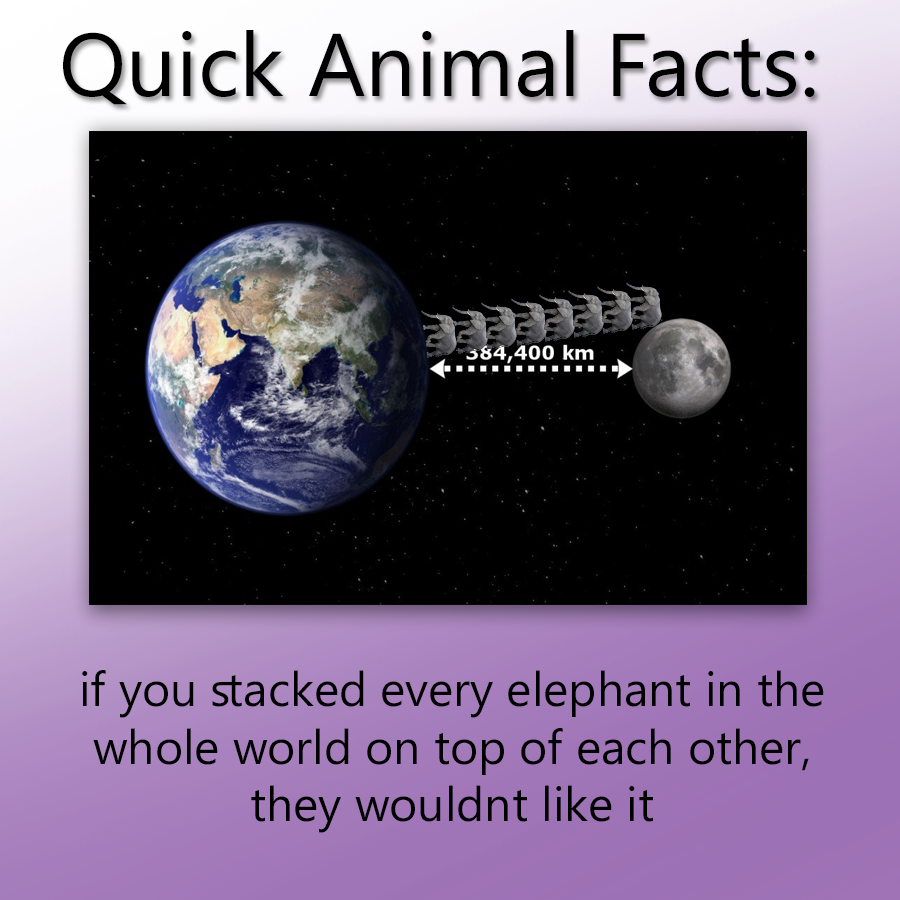 Quick Animal Facts:
384,400 km
if you stacked every elephant in the
whole world on top of each other,
they wouldnt like it